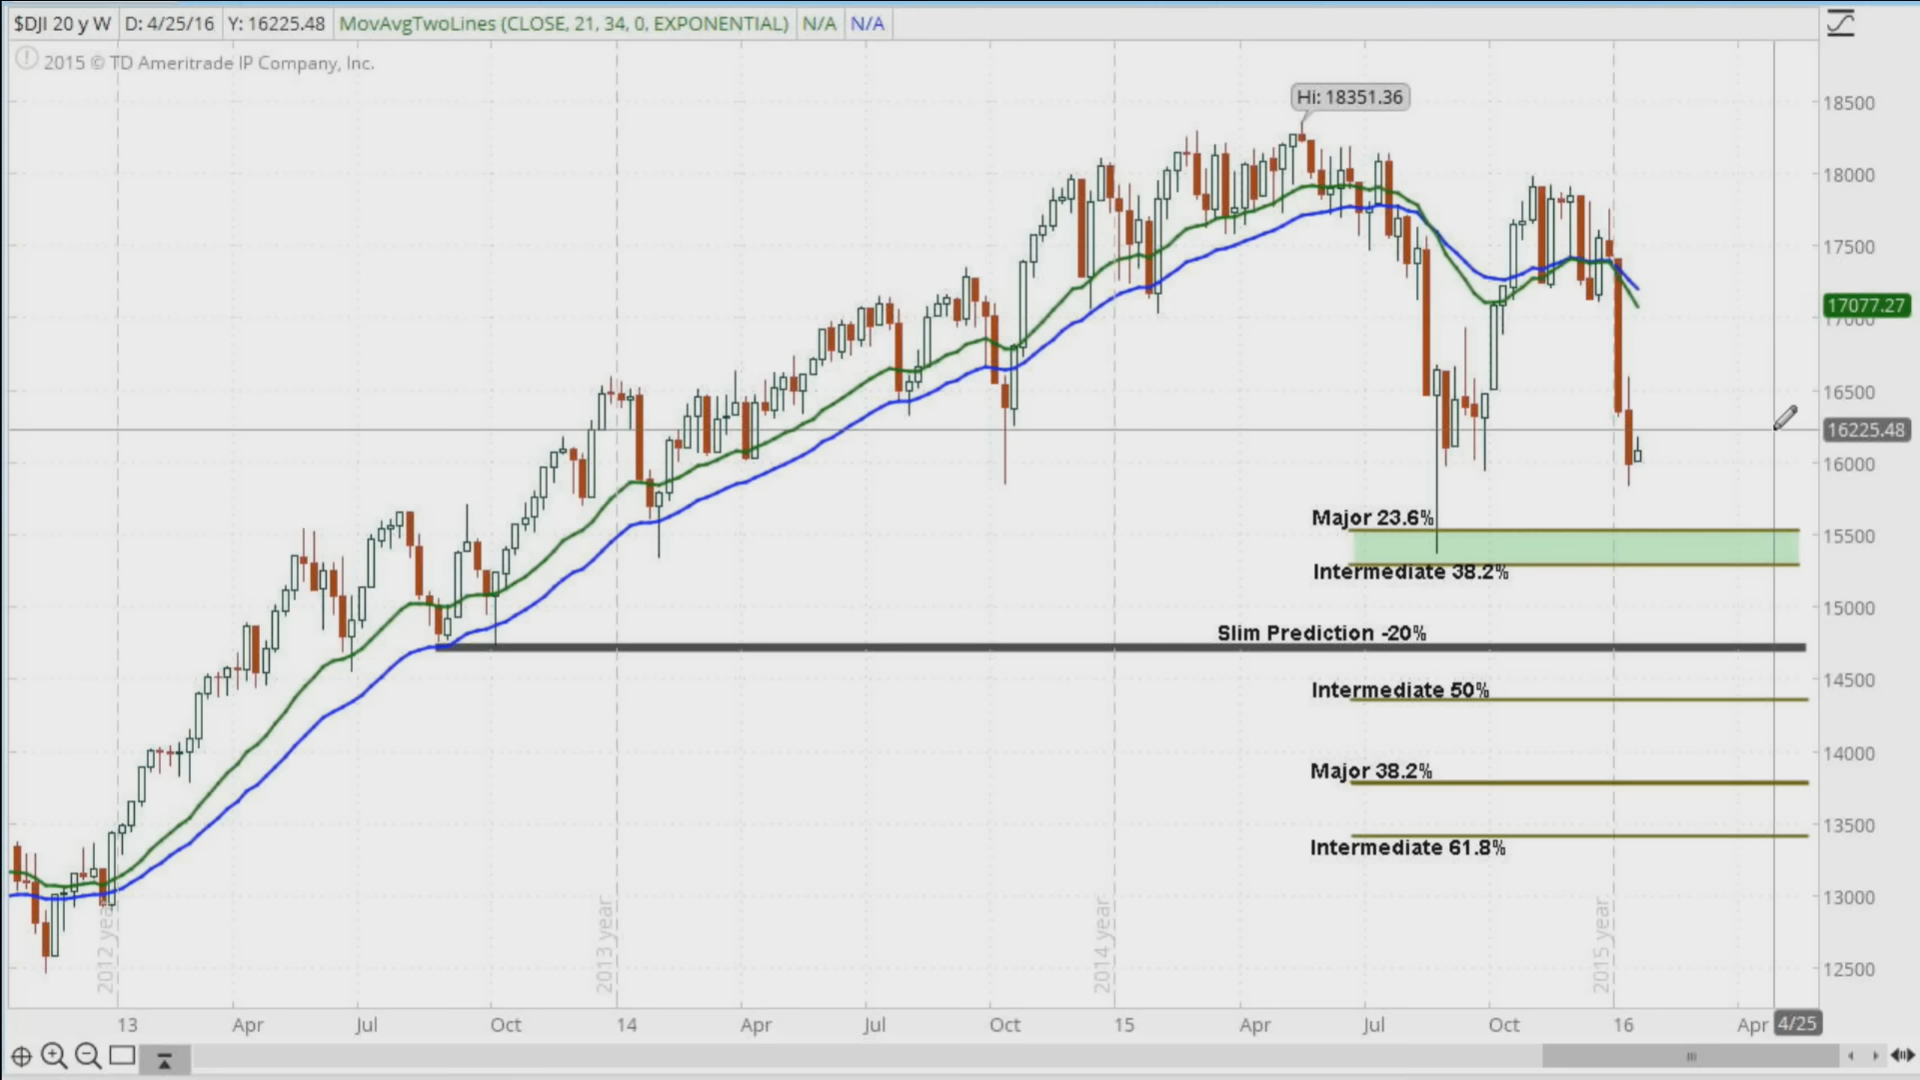 $DJI 20 y W D: 4/25/16 Y: 16225.48 MovAvgTwoLines (CLOSE, 21, 34, 0, EXPONENTIAL) N/A N/A
2015 © TD Ameritrade IP Company, Inc.
Hi: 18351.36
18500
18000
17500
17077.27
17000
16500
16225.48
16000
Major 23.6%
15500
Intermediate 38.2%
15000
Slim Prediction -20%
14500
Intermediate 50%
14000
Major 38.2%
13500
Intermediate 61.8%
13000
2012 year
2013 year
2014 year
2015 year
12500
13 Apr Jul Oct 14 Apr Jul Oct 15 Apr Jul Oct 16 Apr 4/25